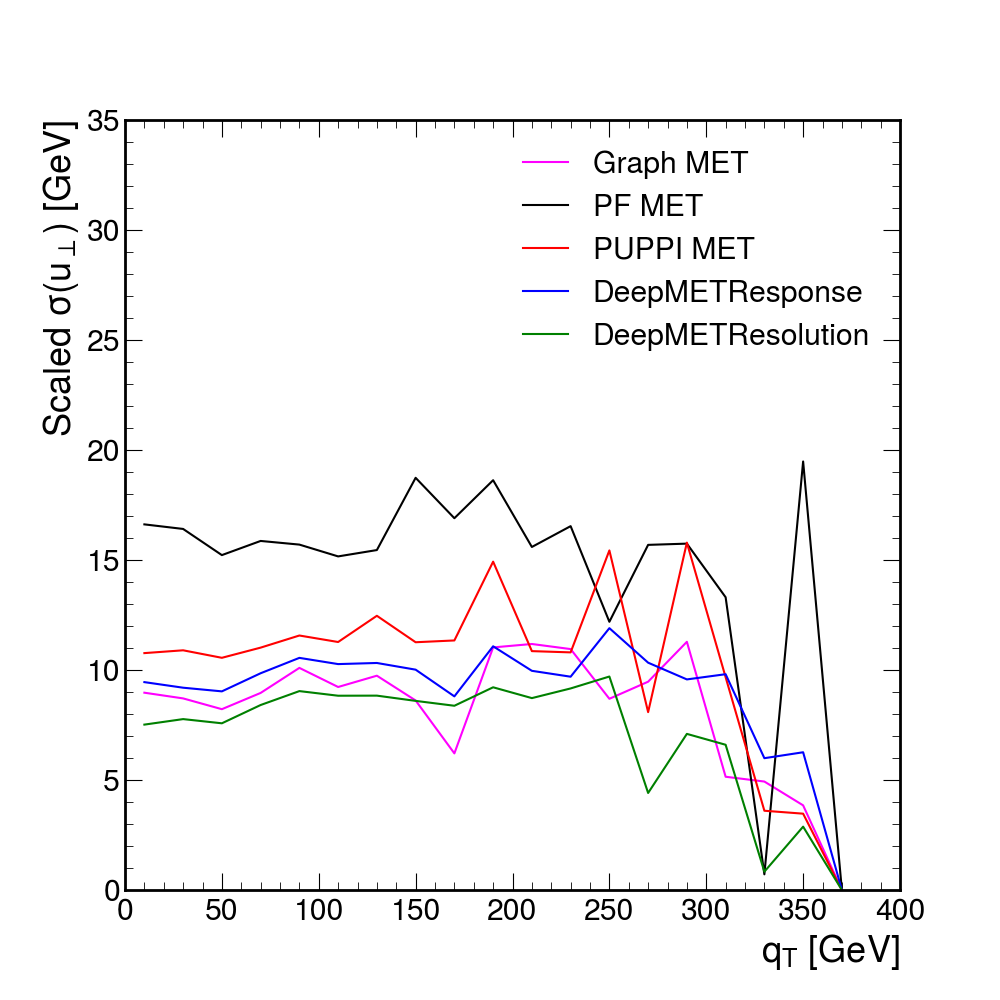 Scaled σ(u⊥) [GeV]
35
30
25
20
15
10
5
0
Graph MET
PF MET
PUPPI MET
DeepMETResponse
DeepMETResolution
0 50 100 150 200 250 300 350 400
qT [GeV]